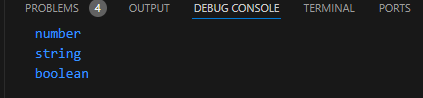 PROBLEMS 4 OUTPUT DEBUG CONSOLE TERMINAL PORTS
number
string
boolean